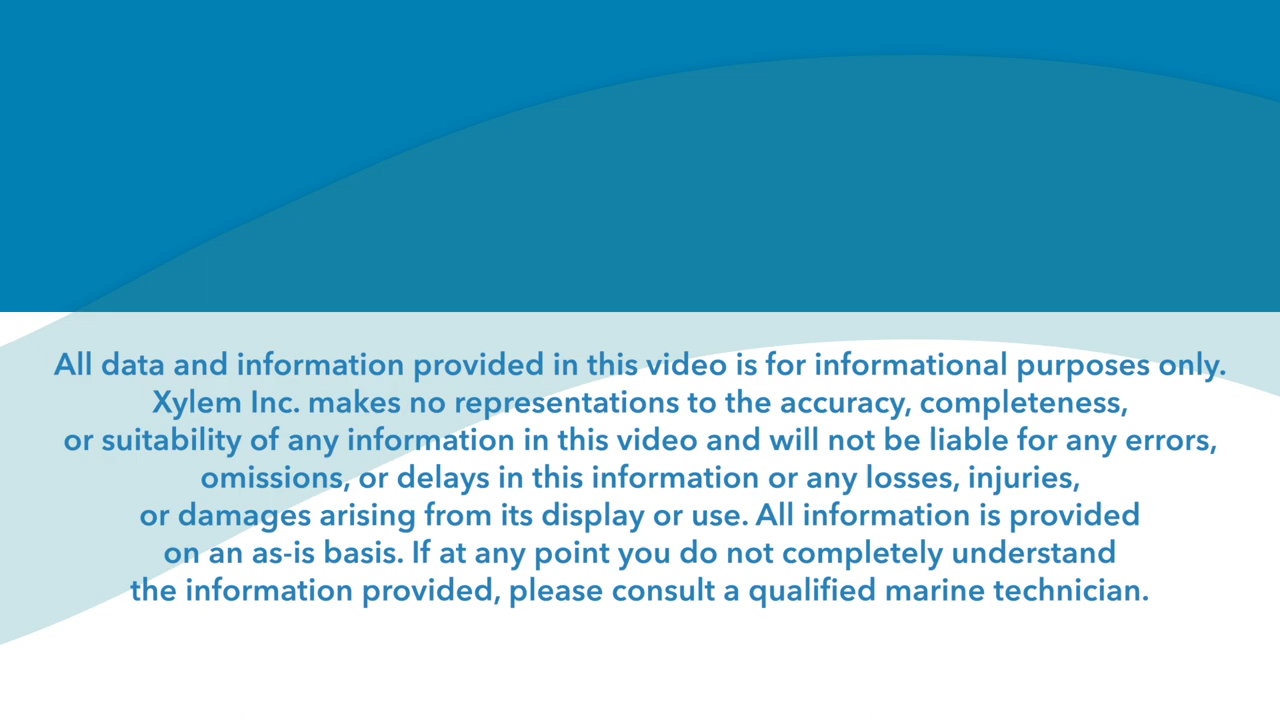 All data and information provided in this video is for informational purposes only.
Xylem Inc. makes no representations to the accuracy, completeness,
or suitability of any information in this video and will not be liable for any errors,
omissions, or delays in this information or any losses, injuries,
or damages arising from its display or use. All information is provided
on an as-is basis. If at any point you do not completely understand
the information provided, please consult a qualified marine technician.